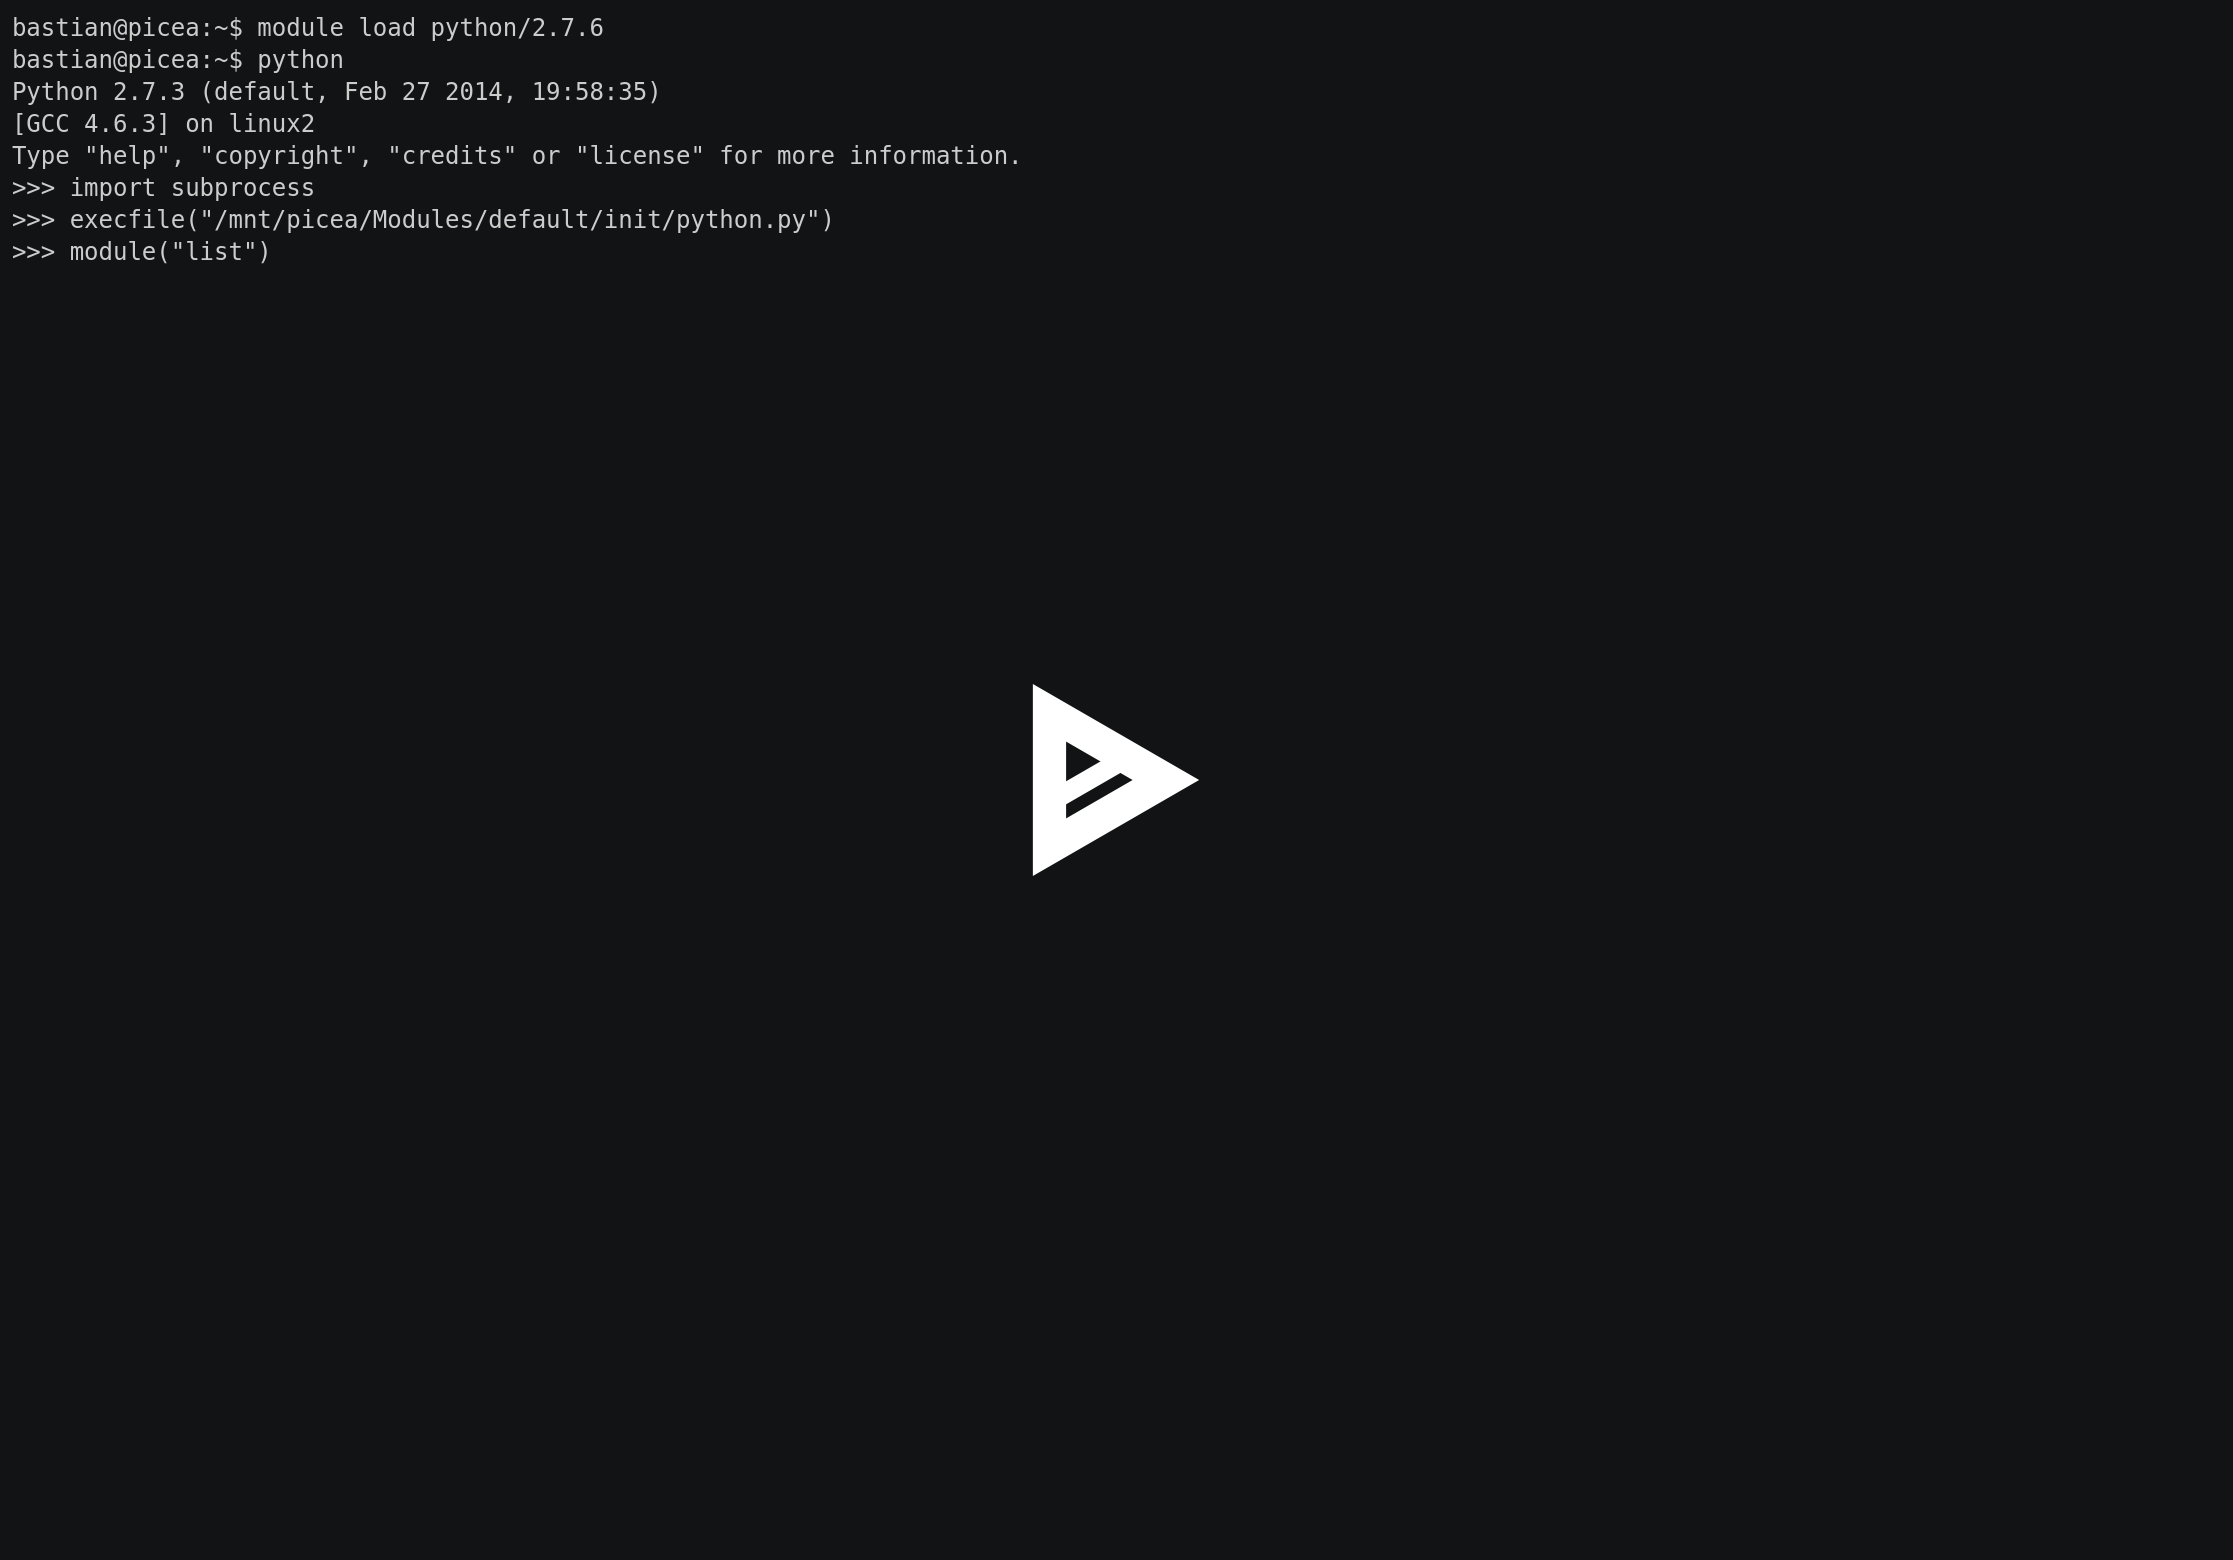 bastian@picea:~$ module load python/2.7.6
bastian@picea:~$ python
Python 2.7.3 (default, Feb 27 2014, 19:58:35)
[GCC 4.6.3] on linux2
Type "help", "copyright", "credits" or "license" for more information.
>>> import subprocess
>>> execfile("/mnt/picea/Modules/default/init/python.py")
>>> module("list")